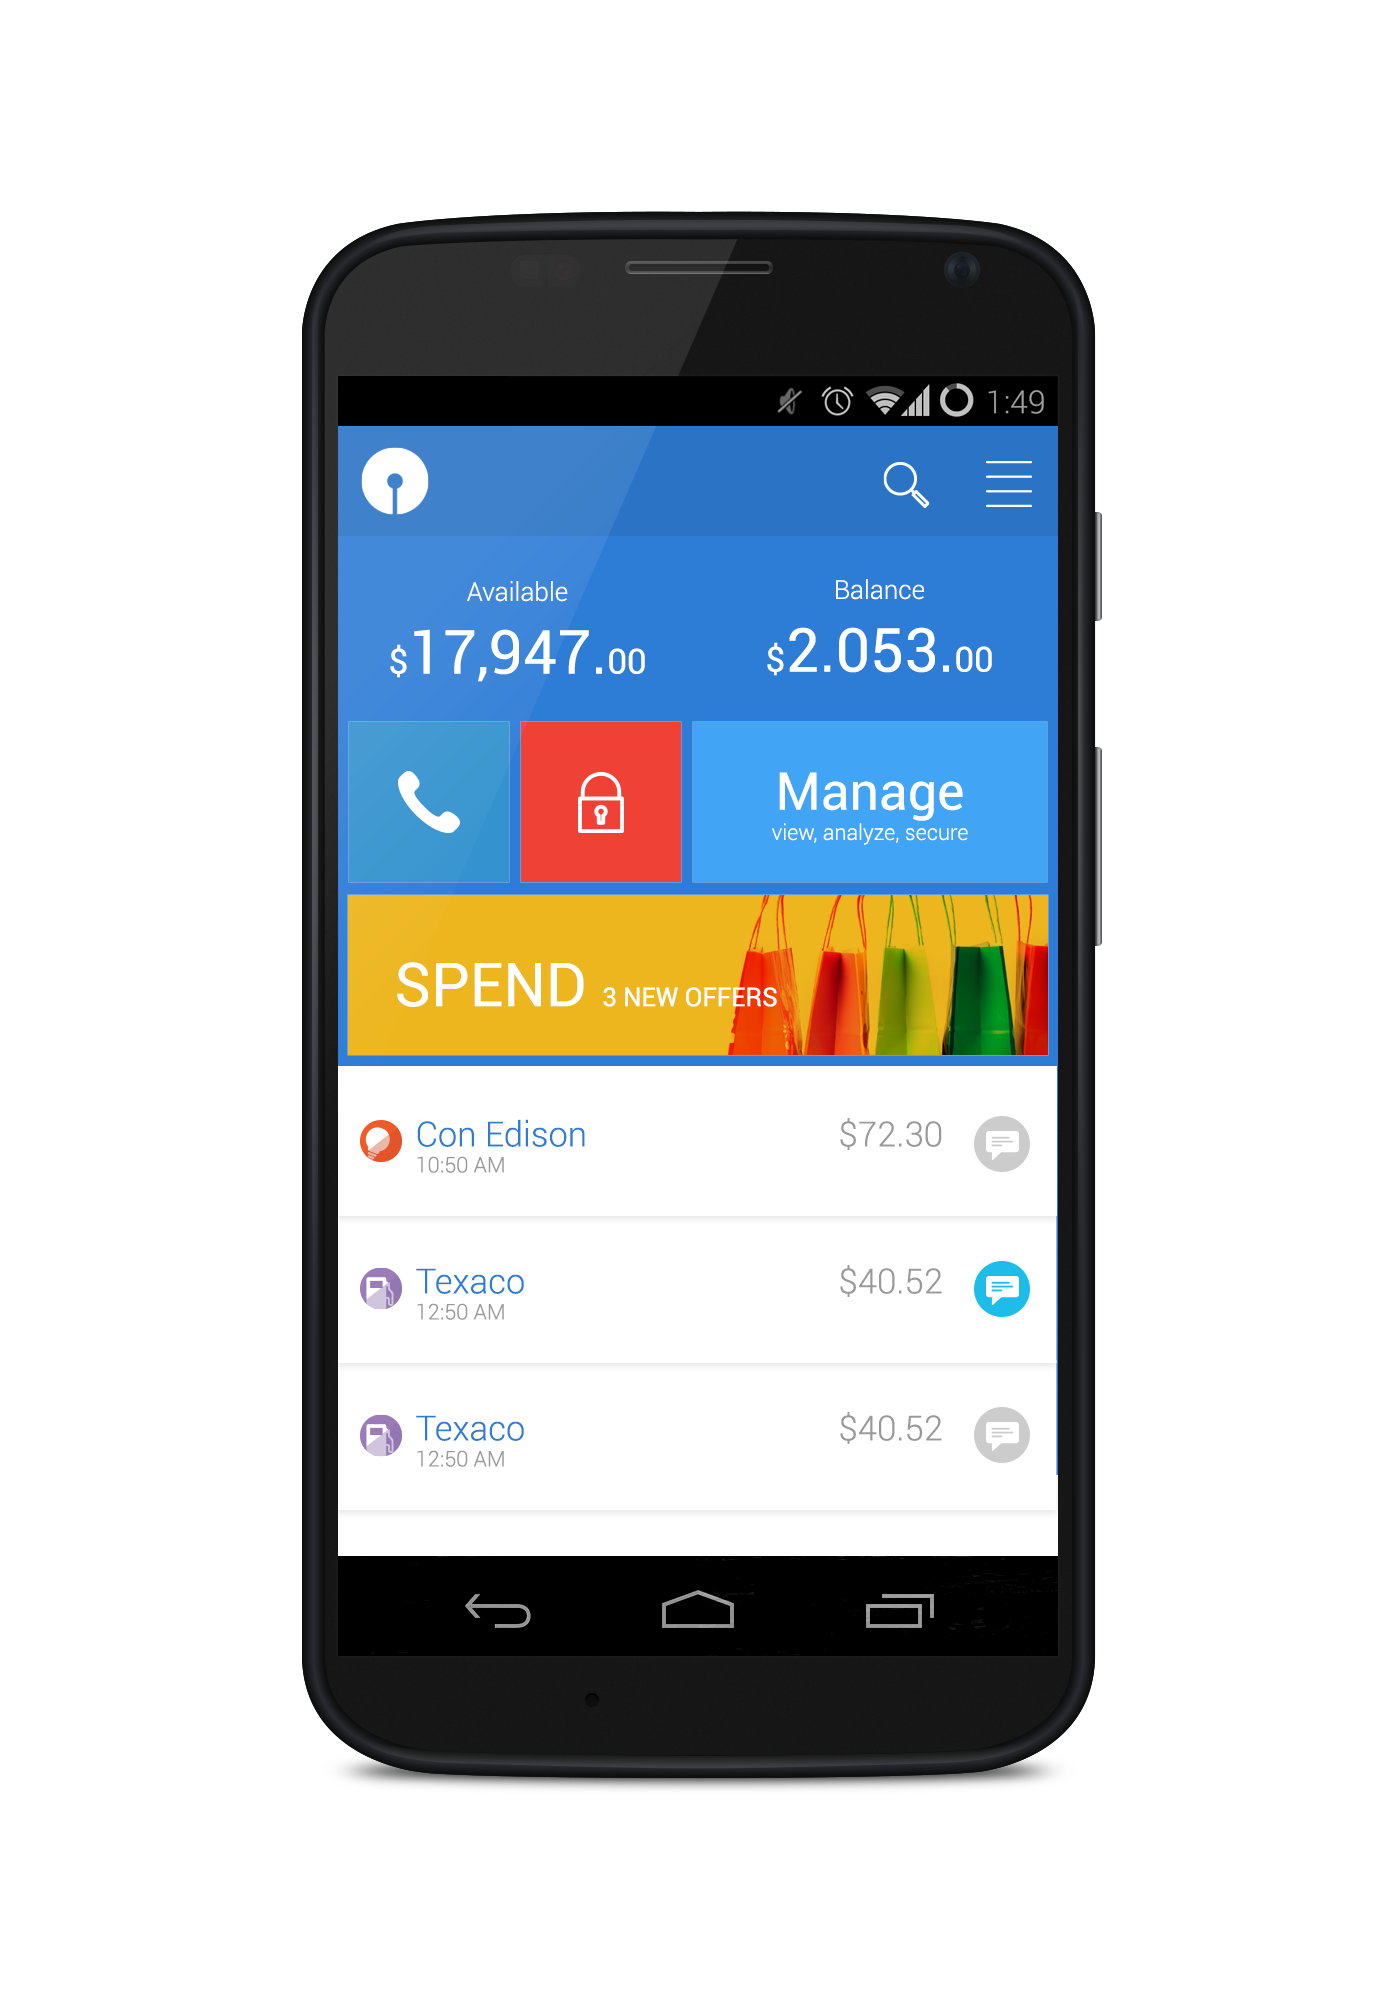 1:49
Available
Balance
$17,947.00
$2.053.00
Manage
view, analyze, secure
SPEND 3 NEW OFFERS
Con Edison
$72.30
10:50 AM
Texaco
$40.52
12:50 AM
Texaco
$40.52
12:50 AM